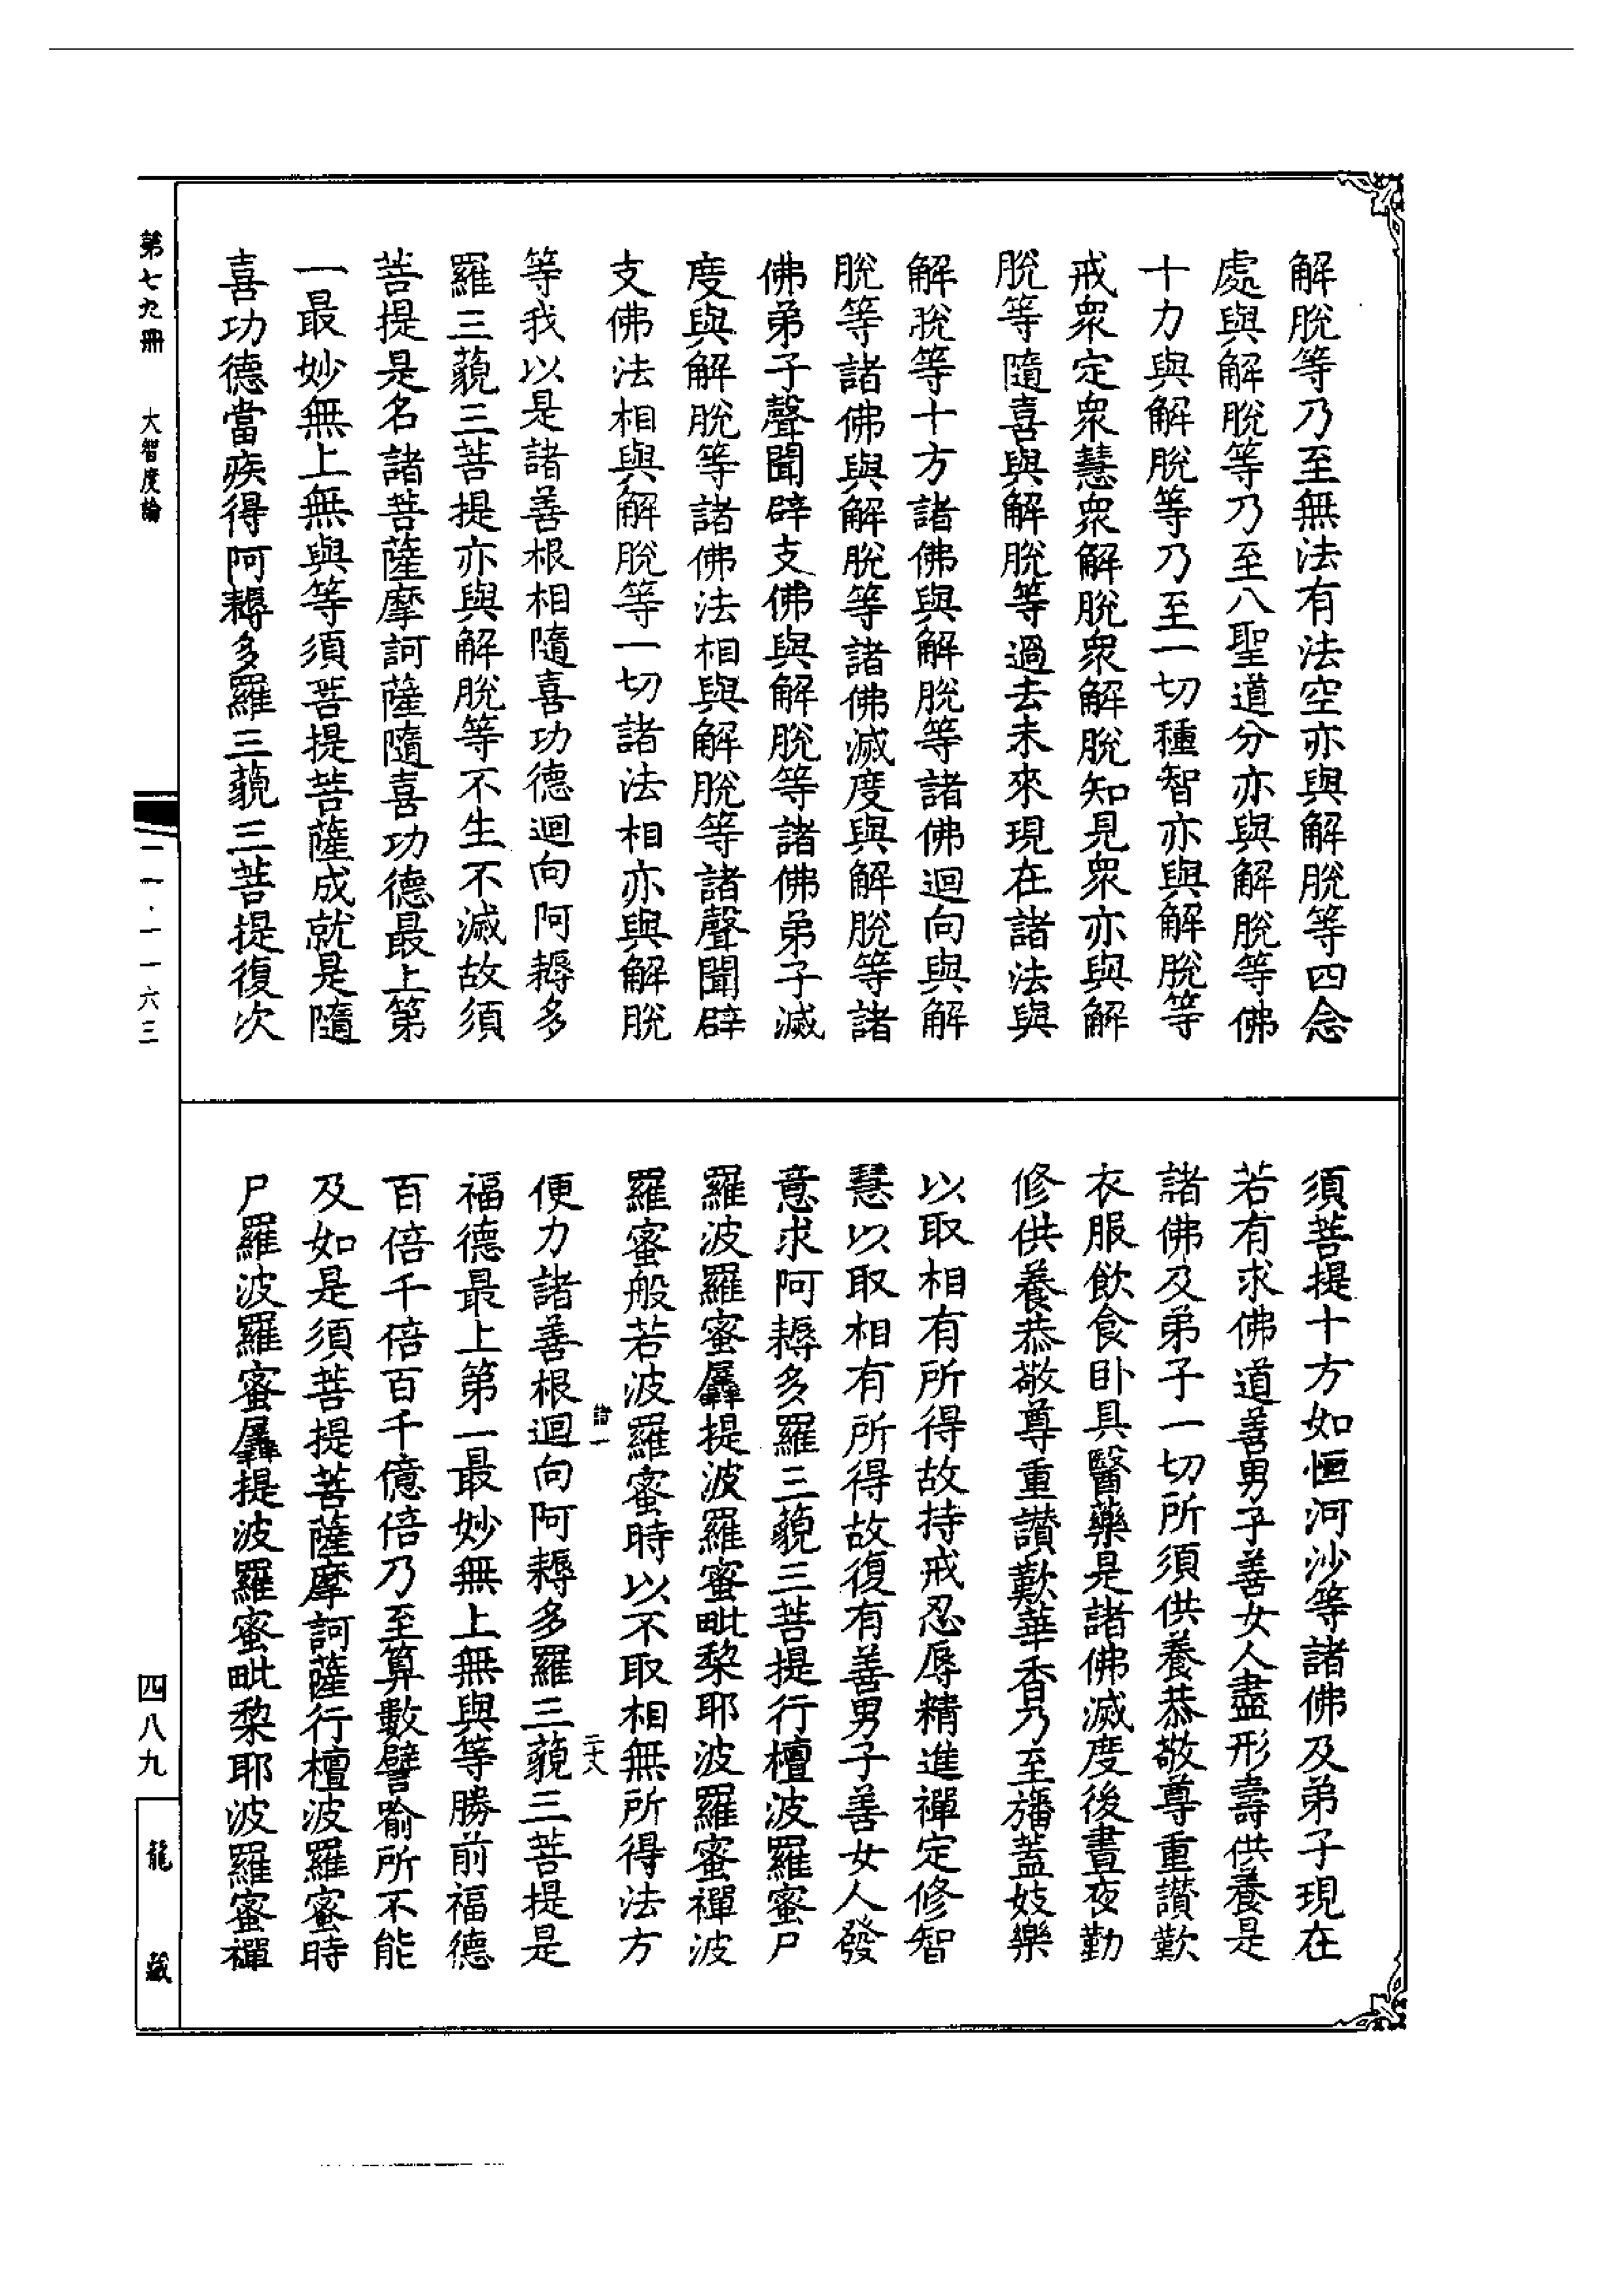 解脫等乃至無法有法空亦與解脫等四念
處與解脫等乃至八聖道分亦與解脫等佛
十力與解脫等乃至一切種智亦與解脫等
戒衆定衆慧衆解脫衆解脫知見衆亦與解
脫等隨喜與解脫等過去未來現在諸法與
解脫等十方諸佛與解脫等諸佛迴向與解
脫等諸佛與解脫等諸佛滅度與解脫等諸
佛弟子聲聞辟支佛與解脫等諸佛弟子滅
度與解脫等諸佛法相與解脫等諸聲聞辟
支佛法相與解脫等一切諸法相亦與解脫
等我以是諸善根相隨喜功德迴向阿耨多
羅三藐三菩提亦與解脫等不生不滅故須
菩提是名諸菩薩摩訶薩隨喜功德最上第
一最妙無上無與等須菩提菩薩成就是隨
喜功德當疾得阿耨多羅三藐三菩提復次
須菩提十方如恒河沙等諸佛及弟子現在
若有求佛道善男子善女人盡形壽供養是
諸佛及弟子一切所須供養恭敬尊重讚歎
衣服飲食卧具醫藥是諸佛滅度後晝夜勤
修供養恭敬尊重讚歎華香乃至旛蓋妓樂
以取相有所得故持戒忍辱精進禪定修智
慧以取相有所得故復有善男子善女人發
意求阿耨多羅三藐三菩提行檀波羅蜜尸
羅波羅蜜羼提波羅蜜毗黎耶波羅蜜禪波
羅蜜般若波羅蜜時以不取相無所得法方
便力諸善根迴向阿耨多羅三藐三菩提是
福德最上第一最妙無上無與等勝前福德
百倍千倍百千億倍乃至算數譬喻所不能
及如是須菩提菩薩摩訶薩行檀波羅蜜時
尸羅波羅蜜羼提波羅蜜毗黎耶波羅蜜禪
第七九冊 大智度論
二一·一一六三
四八九
龍藏